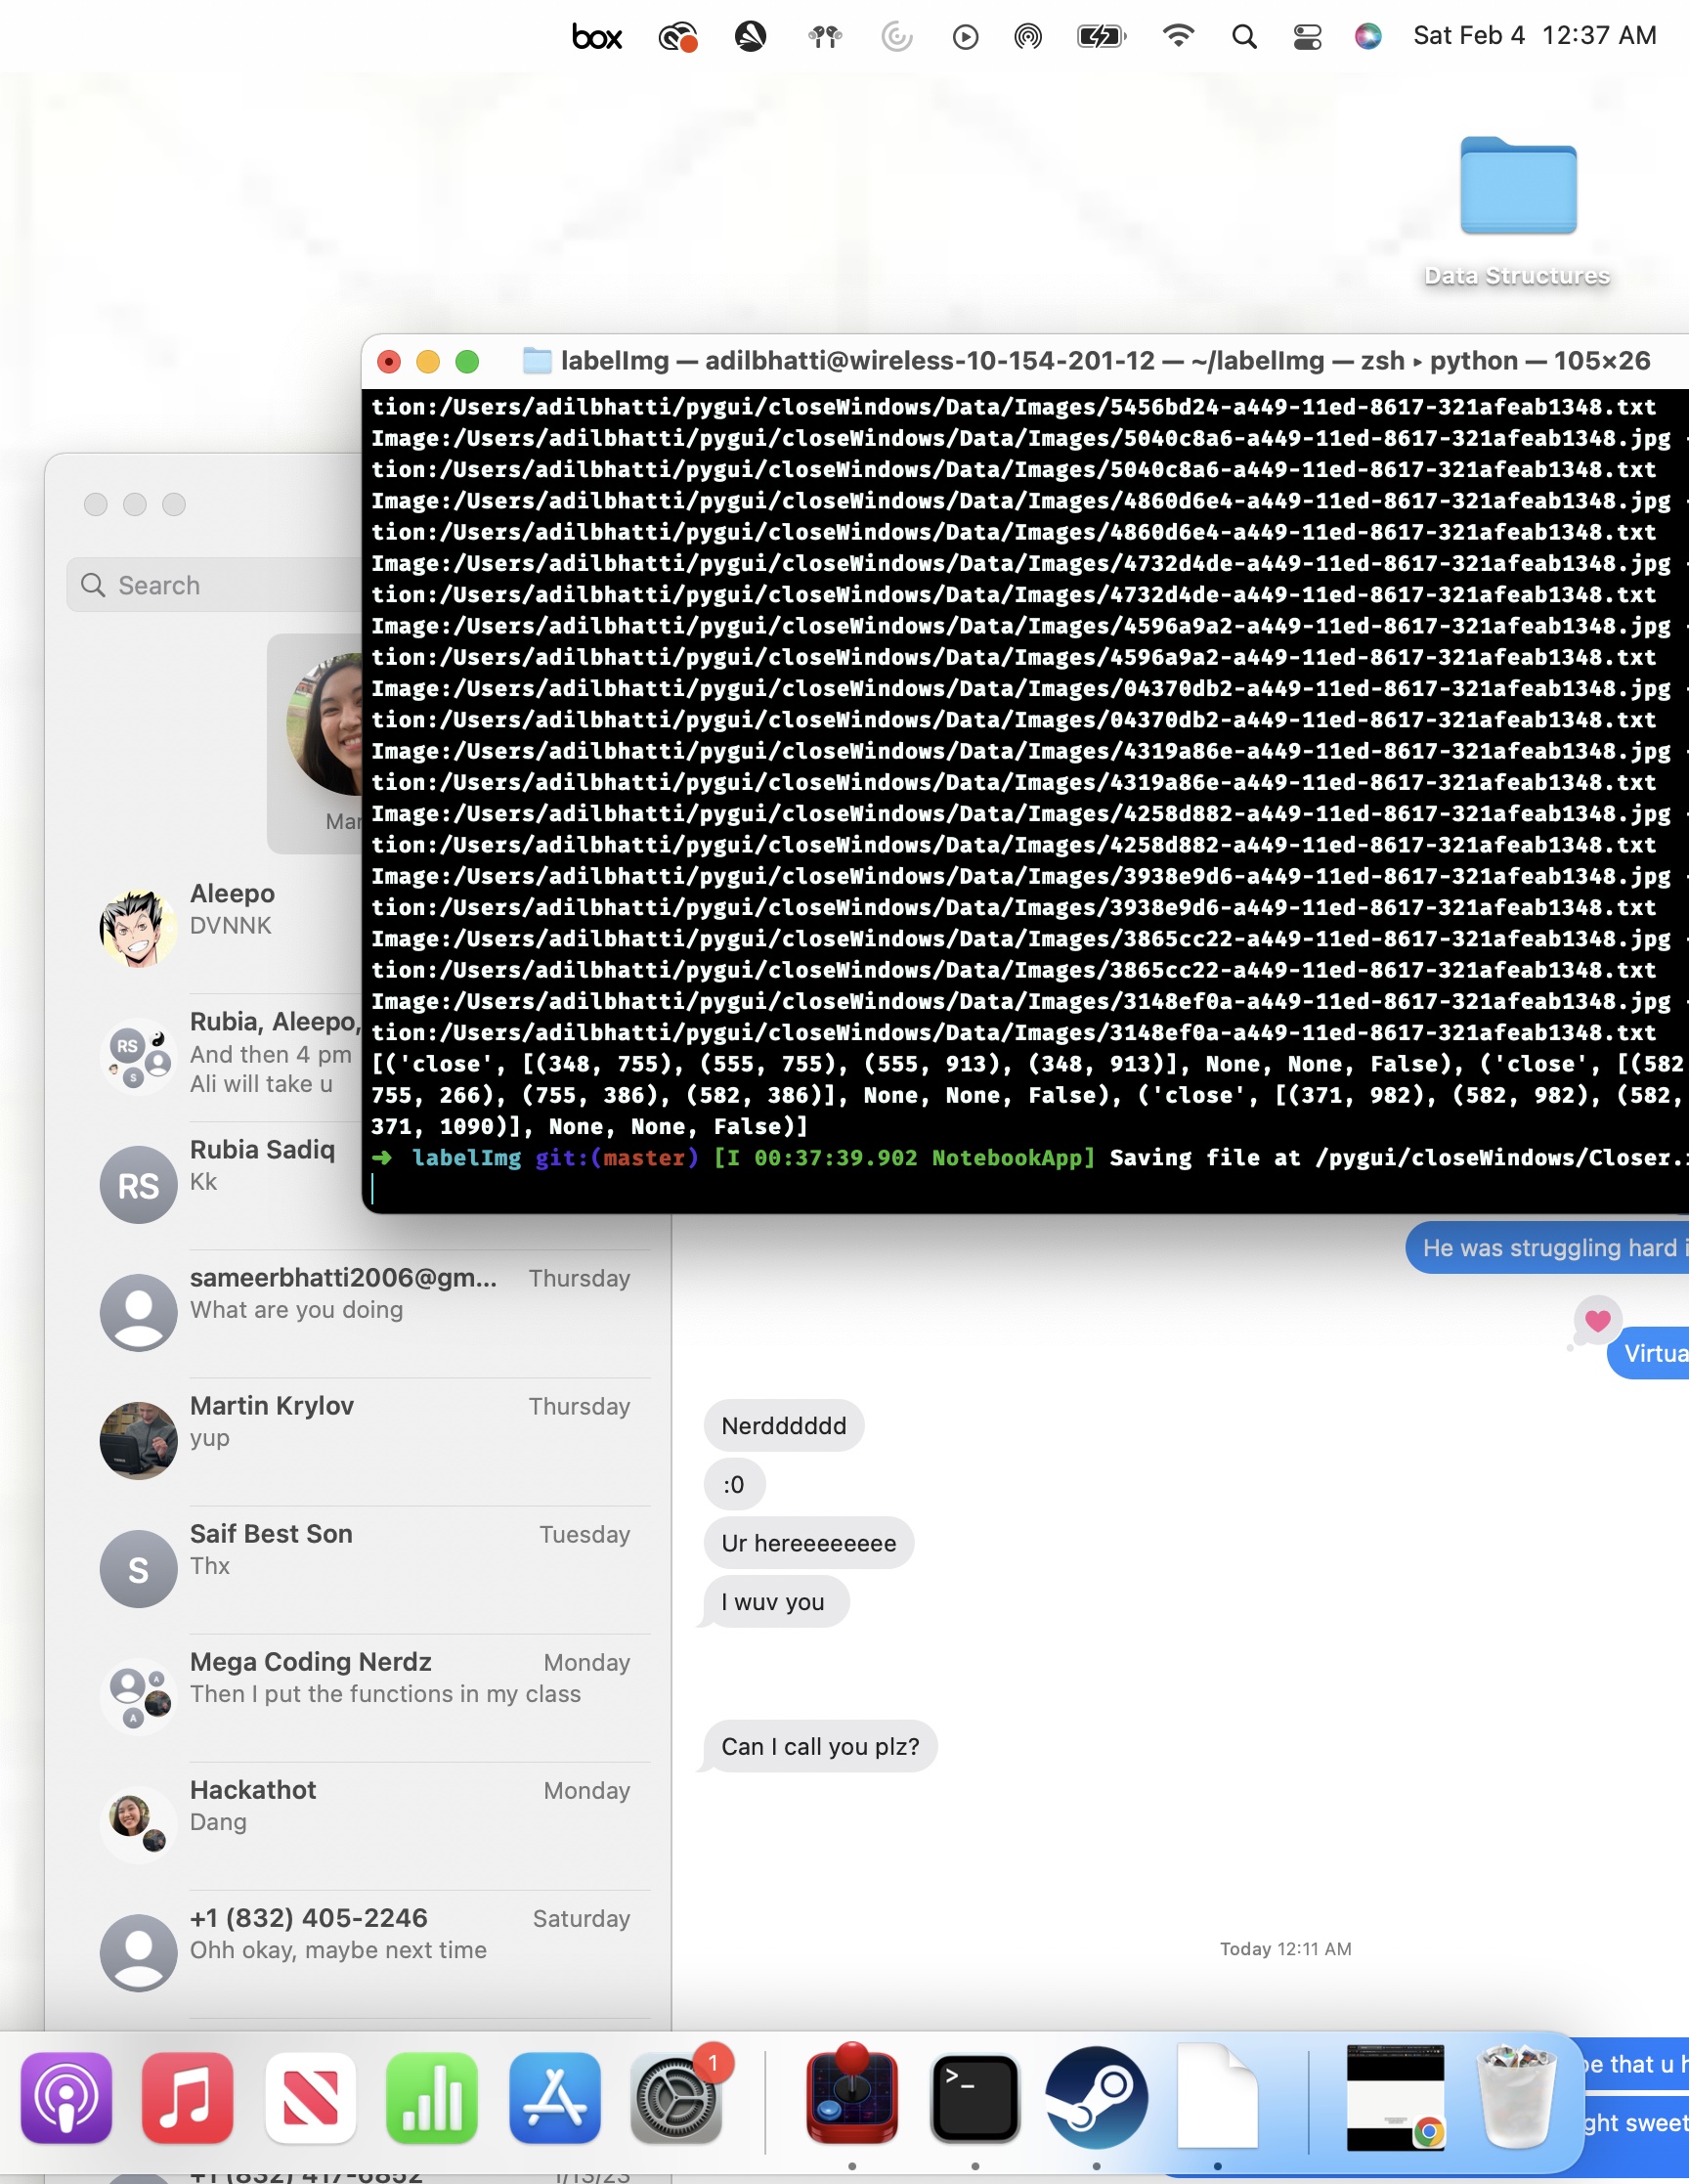 box
Sat Feb 4 12:37 AM
Data Structures
labelImg — adilbhatti@wireless-10-154-201-12 — ~/labelImg — zsh ▸ python — 105×26
tion:/Users/adilbhatti/pygui/closeWindows/Data/Images/5456bd24-a449-11ed-8617-321afeab1348.txt
Image:/Users/adilbhatti/pygui/closeWindows/Data/Images/5040c8a6-a449-11ed-8617-321afeab1348.jpg -
tion:/Users/adilbhatti/pygui/closeWindows/Data/Images/5040c8a6-a449-11ed-8617-321afeab1348.txt
Image:/Users/adilbhatti/pygui/closeWindows/Data/Images/4860d6e4-a449-11ed-8617-321afeab1348.jpg -
tion:/Users/adilbhatti/pygui/closeWindows/Data/Images/4860d6e4-a449-11ed-8617-321afeab1348.txt
Image:/Users/adilbhatti/pygui/closeWindows/Data/Images/4732d4de-a449-11ed-8617-321afeab1348.jpg -
tion:/Users/adilbhatti/pygui/closeWindows/Data/Images/4732d4de-a449-11ed-8617-321afeab1348.txt
Image:/Users/adilbhatti/pygui/closeWindows/Data/Images/4596a9a2-a449-11ed-8617-321afeab1348.jpg -
tion:/Users/adilbhatti/pygui/closeWindows/Data/Images/4596a9a2-a449-11ed-8617-321afeab1348.txt
Image:/Users/adilbhatti/pygui/closeWindows/Data/Images/04370db2-a449-11ed-8617-321afeab1348.jpg -
tion:/Users/adilbhatti/pygui/closeWindows/Data/Images/04370db2-a449-11ed-8617-321afeab1348.txt
Image:/Users/adilbhatti/pygui/closeWindows/Data/Images/4319a86e-a449-11ed-8617-321afeab1348.jpg -
tion:/Users/adilbhatti/pygui/closeWindows/Data/Images/4319a86e-a449-11ed-8617-321afeab1348.txt
Image:/Users/adilbhatti/pygui/closeWindows/Data/Images/4258d882-a449-11ed-8617-321afeab1348.jpg -
tion:/Users/adilbhatti/pygui/closeWindows/Data/Images/4258d882-a449-11ed-8617-321afeab1348.txt
Image:/Users/adilbhatti/pygui/closeWindows/Data/Images/3938e9d6-a449-11ed-8617-321afeab1348.jpg -
tion:/Users/adilbhatti/pygui/closeWindows/Data/Images/3938e9d6-a449-11ed-8617-321afeab1348.txt
Image:/Users/adilbhatti/pygui/closeWindows/Data/Images/3865cc22-a449-11ed-8617-321afeab1348.jpg -
tion:/Users/adilbhatti/pygui/closeWindows/Data/Images/3865cc22-a449-11ed-8617-321afeab1348.txt
Image:/Users/adilbhatti/pygui/closeWindows/Data/Images/3148ef0a-a449-11ed-8617-321afeab1348.jpg -
tion:/Users/adilbhatti/pygui/closeWindows/Data/Images/3148ef0a-a449-11ed-8617-321afeab1348.txt
[('close', [(348, 755), (555, 755), (555, 913), (348, 913)], None, None, False), ('close', [(582
755, 266), (755, 386), (582, 386)], None, None, False), ('close', [(371, 982), (582, 982), (582,
371, 1090)], None, None, False)]
➜ labelImg git:(master) [I 00:37:39.902 NotebookApp] Saving file at /pygui/closeWindows/Closer.
Search
Mar
Aleepo
DVNNK
RS
S
Rubia, Aleepo,
And then 4 pm
Ali will take u
RS
Rubia Sadiq
Kk
sameerbhatti2006@gm... Thursday
What are you doing
Martin Krylov Thursday
yup
S
Saif Best Son Tuesday
Thx
A
A
Mega Coding Nerdz Monday
Then I put the functions in my class
Hackathot Monday
Dang
+1 (832) 405-2246 Saturday
Ohh okay, maybe next time
+1 (832) 417-6852 1/13/23
He was struggling hard i
Virtua
Nerdddddd
:0
Ur hereeeeeeee
I wuv you
Can I call you plz?
Today 12:11 AM
be that u h
ght sweet
1
>_